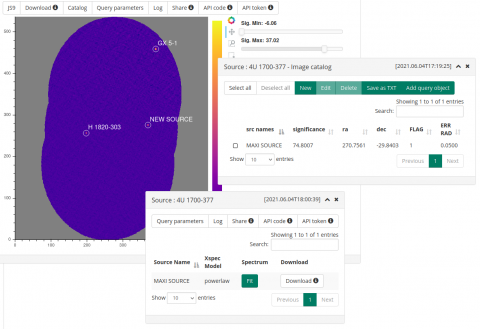 JS9 Download Catalog Query parameters Log Share API code API token
Sig. Min: -6.06
Sig. Max: 37.02
500
400
300
200
100
0
0 100 200 300 400
GX 5-1
NEW SOURCE
H 1820-303
Source : 4U 1700-377 - Image catalog [2021.06.04T17:19:25]
Select all Deselect all New Edit Delete Save as TXT Add query object
Showing 1 to 1 of 1 entries
Search:
src names significance ra dec FLAG ERR RAD
MAXI SOURCE 74.8007 270.7561 -29.8403 1 0.0500
Show 10 entries Previous 1 Next
Source : 4U 1700-377 [2021.06.04T18:00:39]
Query parameters Log Share API code API token
Showing 1 to 1 of 1 entries
Search:
Source Name Xspec Model Spectrum Download
MAXI SOURCE powerlaw Fit Download
Show 10 entries Previous 1 Next